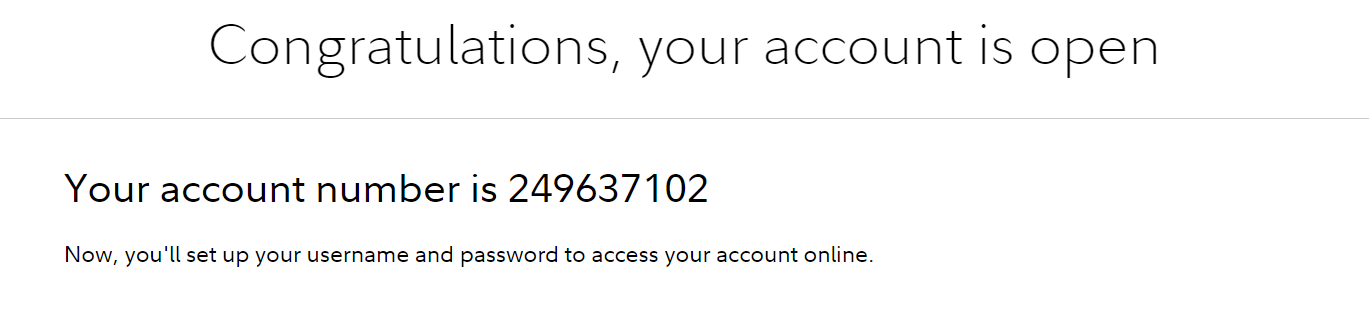 Congratulations, your account is open
Your account number is 249637102
Now, you'll set up your username and password to access your account online.